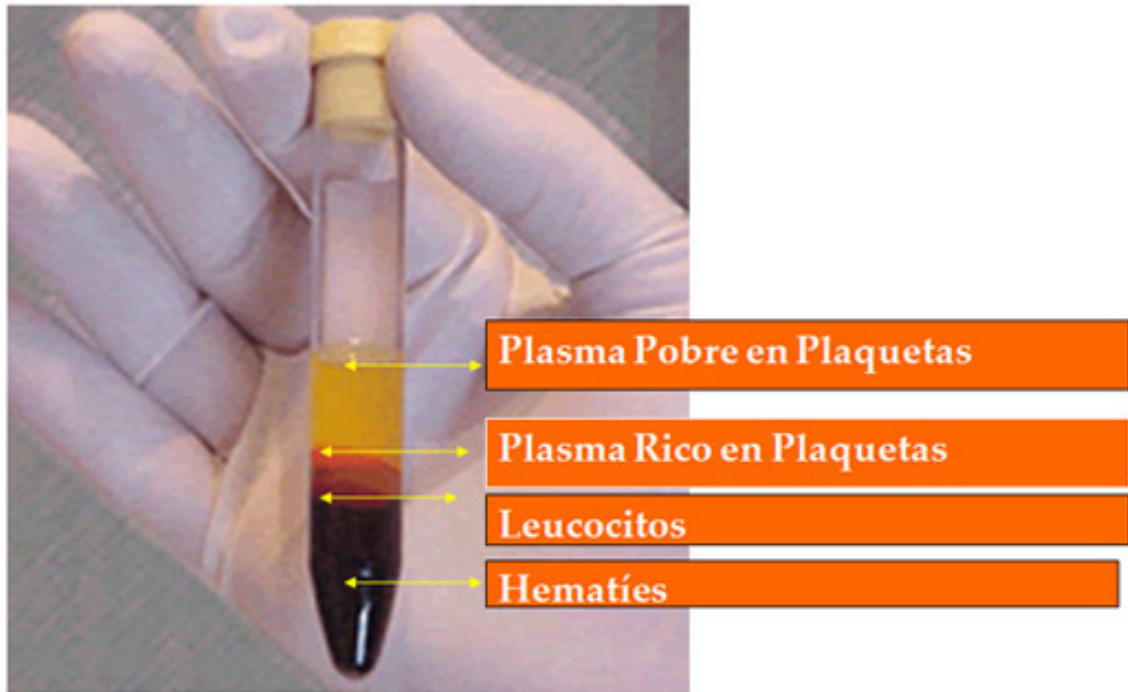 Plasma Pobre en Plaquetas
Plasma Rico en Plaquetas
Leucocitos
Hematíes